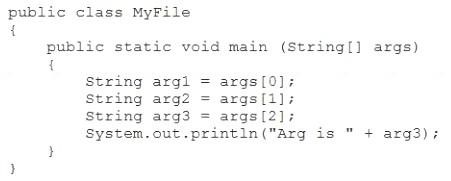 public class MyFile
{
public static void main (String[] args)
{
String arg1 = args[0];
String arg2 = args[1];
String arg3 = args[2];
System.out.println("Arg is " + arg3);
}
}